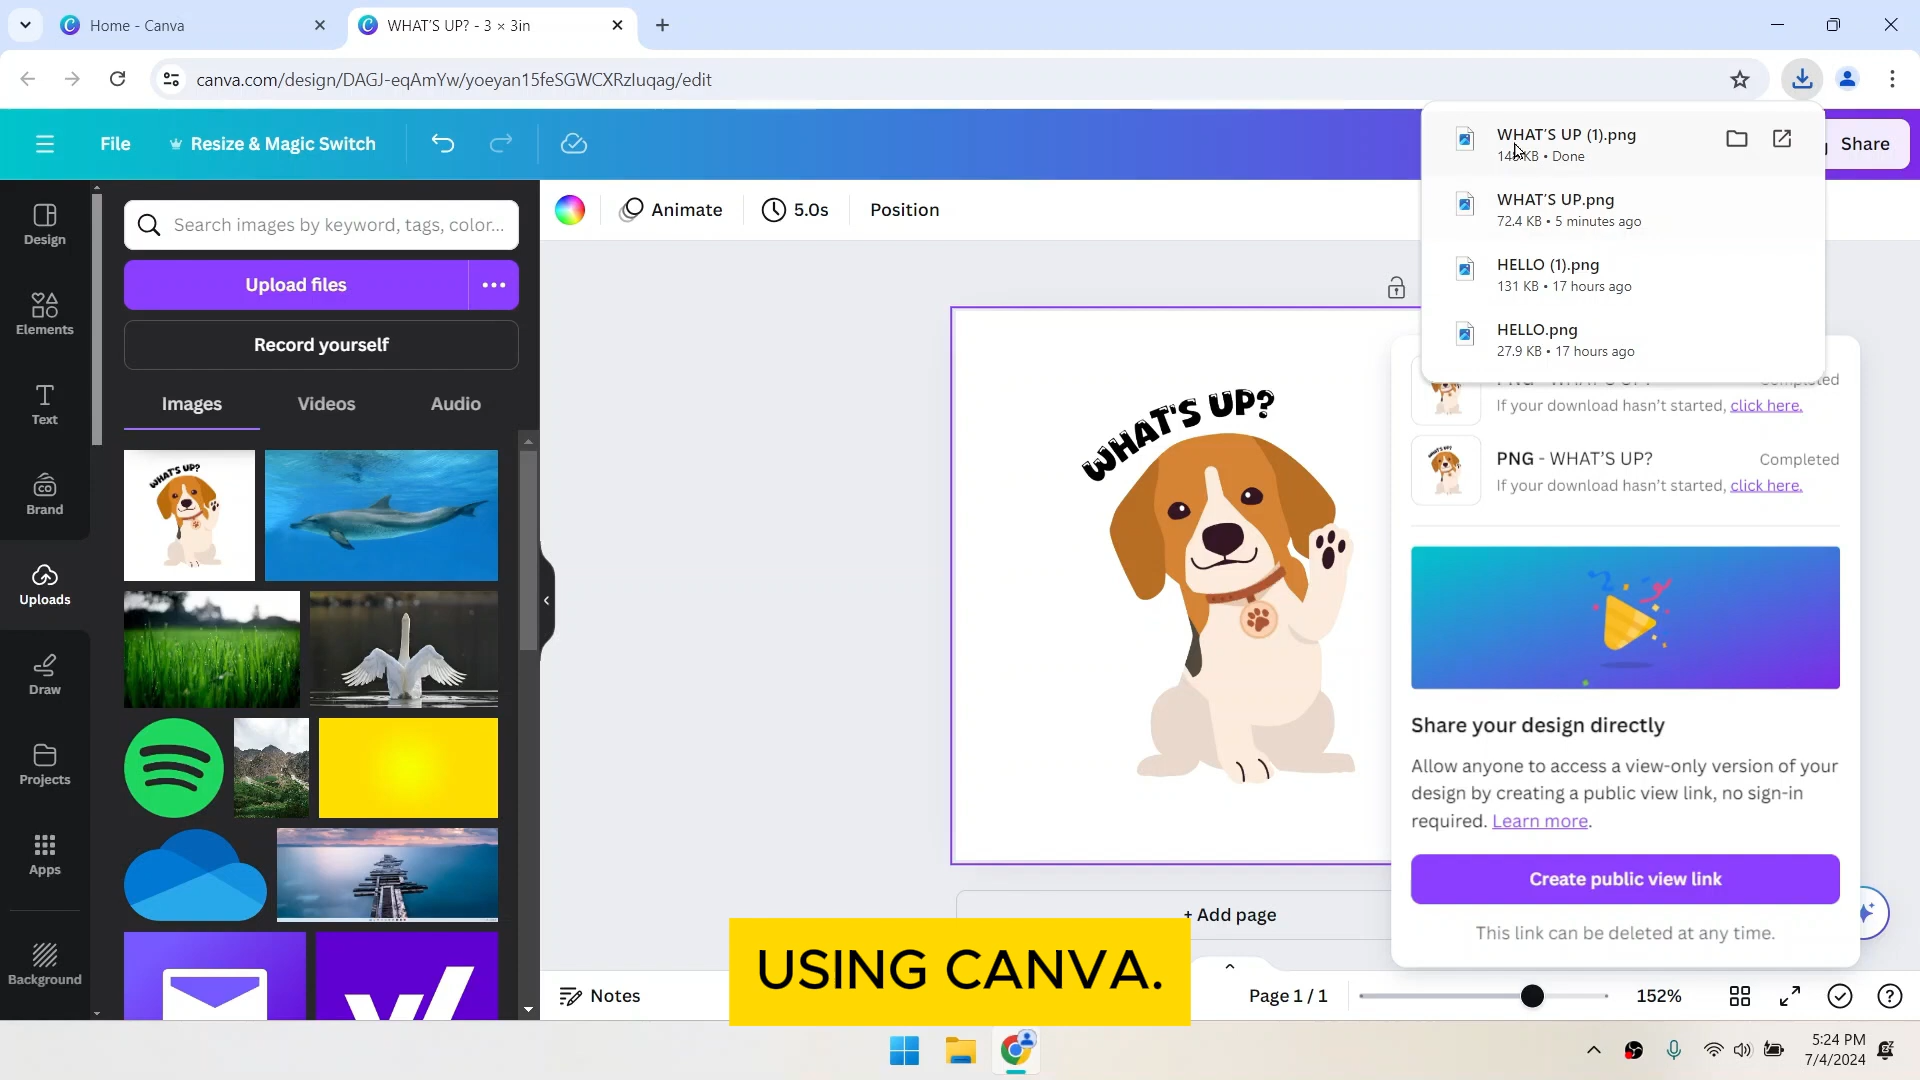 Home - Canva
WHAT'S UP? - 3 × 3in
canva.com/design/DAGJ-eqAmYw/yoeyan15feSGWCXRzluqag/edit
File
Resize & Magic Switch
Share
WHAT'S UP (1).png
KB • Done
WHAT'S UP.png
72.4 KB • 5 minutes ago
HELLO (1).png
131 KB • 17 hours ago
HELLO.png
27.9 KB • 17 hours ago
Design
Elements
Text
Brand
Uploads
Draw
Projects
Apps
Background
Search images by keyword, tags, color...
Upload files
Record yourself
Images
Videos
Audio
WHAT'S UP?
Animate
5.0s
Position
WHAT'S UP?
Completed
If your download hasn't started, click here.
PNG - WHAT'S UP?
Completed
If your download hasn't started, click here.
Share your design directly
Allow anyone to access a view-only version of your
design by creating a public view link, no sign-in
required. Learn more.
Create public view link
This link can be deleted at any time.
+ Add page
USING CANVA.
Notes
Page 1 / 1
152%
5:24 PM
7/4/2024